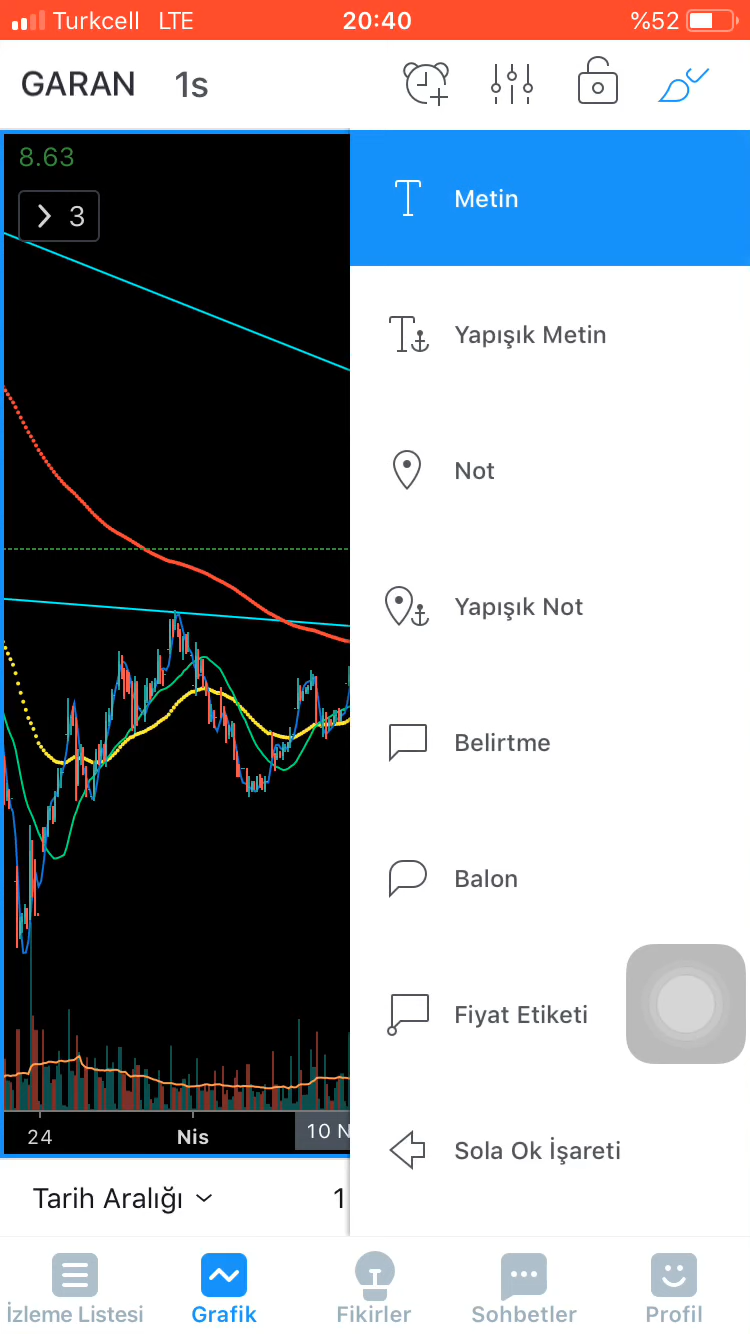 Turkcell LTE 20:40 %52
GARAN 1s
8.63
3
Metin
Yapışık Metin
Not
Yapışık Not
Belirtme
Balon
Fiyat Etiketi
Sola Ok İşareti
24 Nis 10 N
Tarih Aralığı 1
İzleme Listesi Grafik Fikirler Sohbetler Profil